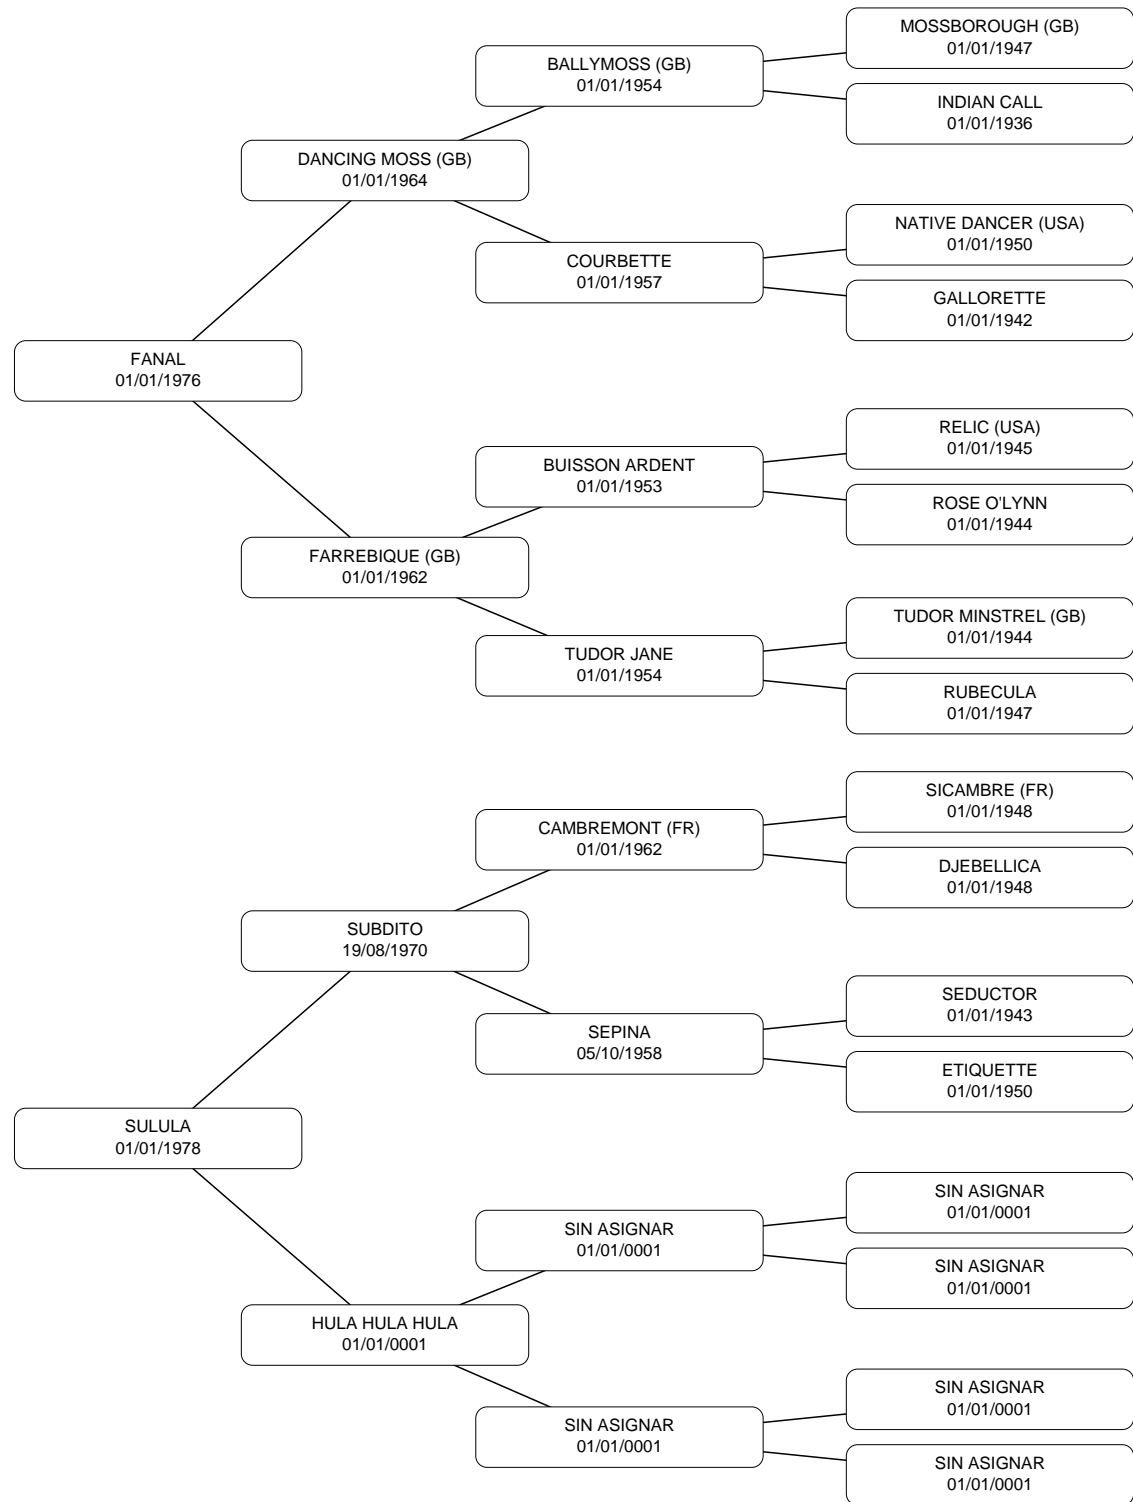 MOSSBOROUGH (GB)
01/01/1947
BALLYMOSS (GB)
01/01/1954
INDIAN CALL
01/01/1936
DANCING MOSS (GB)
01/01/1964
NATIVE DANCER (USA)
01/01/1950
COURBETTE
01/01/1957
GALLORETTE
01/01/1942
FANAL
01/01/1976
RELIC (USA)
01/01/1945
BUISSON ARDENT
01/01/1953
ROSE O'LYNN
01/01/1944
FARREBIQUE (GB)
01/01/1962
TUDOR MINSTREL (GB)
01/01/1944
TUDOR JANE
01/01/1954
RUBECULA
01/01/1947
SICAMBRE (FR)
01/01/1948
CAMBREMONT (FR)
01/01/1962
DJEBELLICA
01/01/1948
SUBDITO
19/08/1970
SEDUCTOR
01/01/1943
SEPINA
05/10/1958
ETIQUETTE
01/01/1950
SULULA
01/01/1978
SIN ASIGNAR
01/01/0001
SIN ASIGNAR
01/01/0001
SIN ASIGNAR
01/01/0001
HULA HULA HULA
01/01/0001
SIN ASIGNAR
01/01/0001
SIN ASIGNAR
01/01/0001
SIN ASIGNAR
01/01/0001